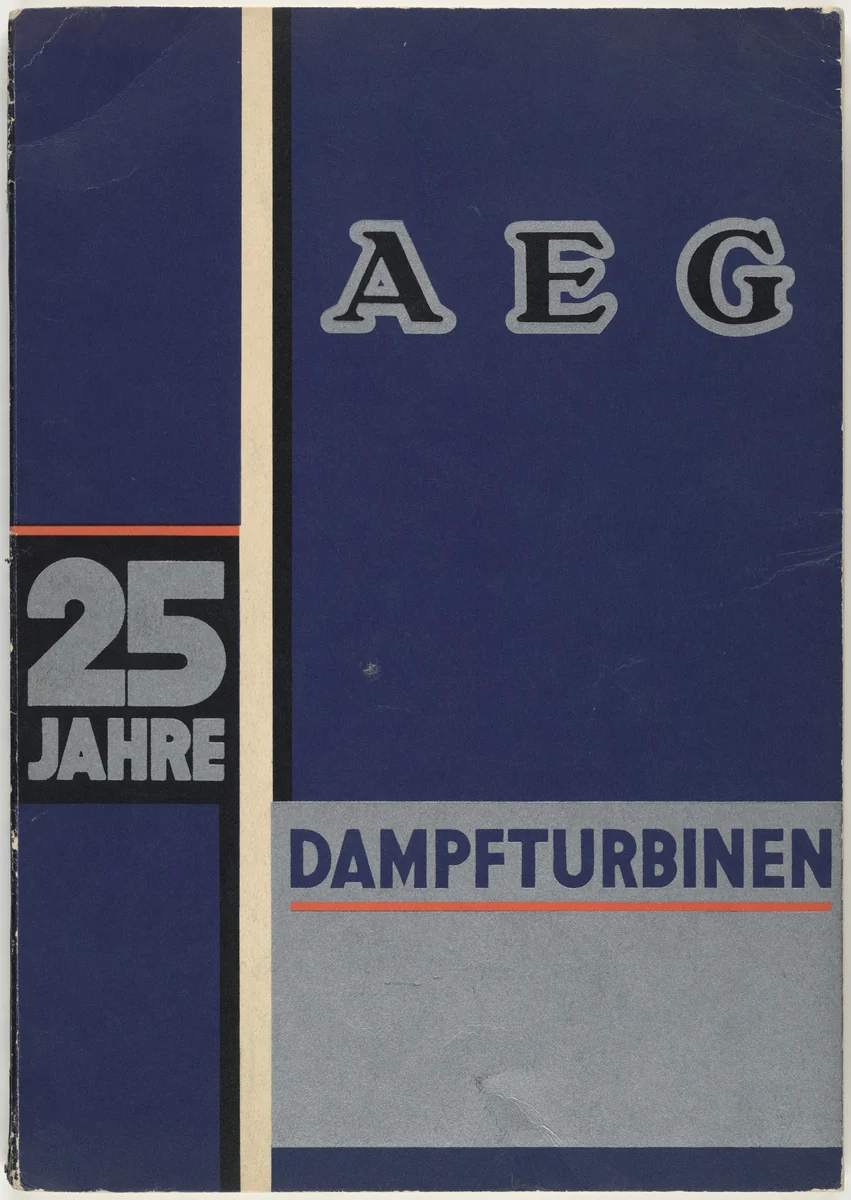 AEG
25
JAHRE
DAMPFTURBINEN